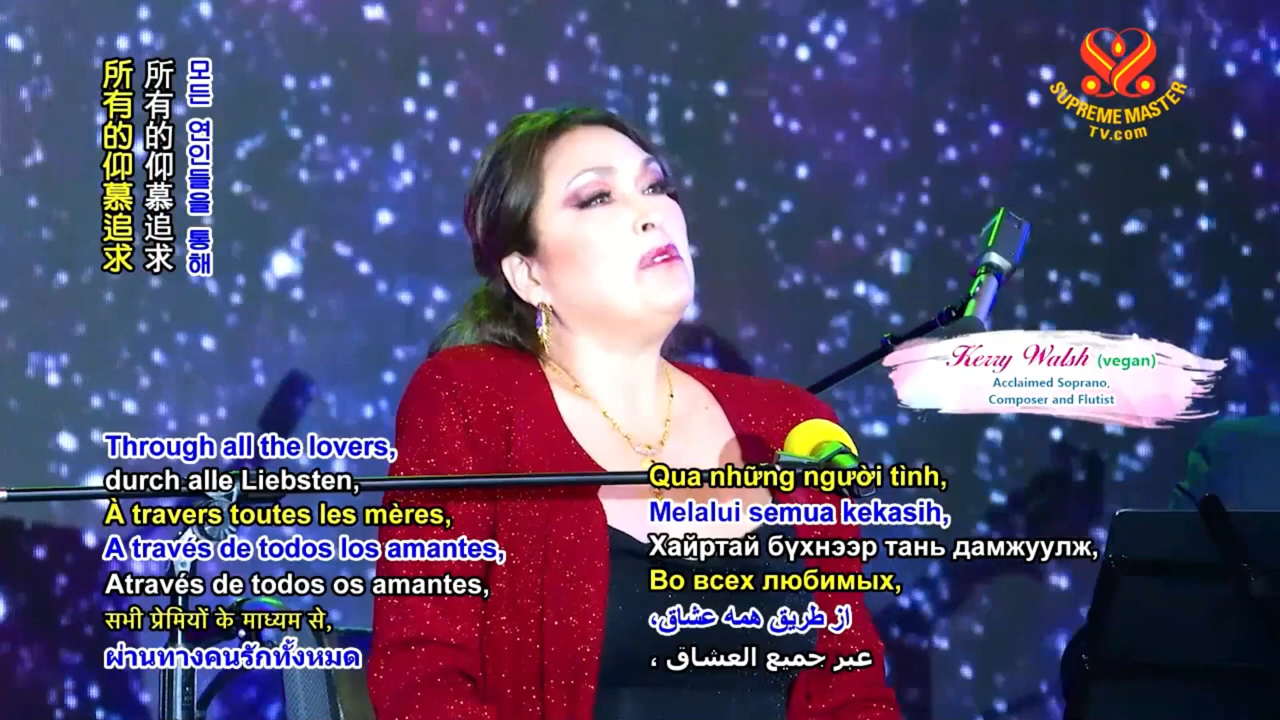 모든 연인들을 통해
所有的仰慕追求
所有的仰慕追求
SUPREME MASTER
TV.com
Kerry Walsh (vegan)
Acclaimed Soprano,
Composer and Flutist
Through all the lovers,
durch alle Liebsten,
À travers toutes les mères,
A través de todos los amantes,
Através de todos os amantes,
सभी प्रेमियों के माध्यम से,
ผ่านทางคนรักทั้งหมด
Qua những người tình,
Melalui semua kekasih,
Хайртай бүхнээр тань дамжуулж,
Во всех любимых,
از طریق همه عشاق،
عبر جميع العشاق ،